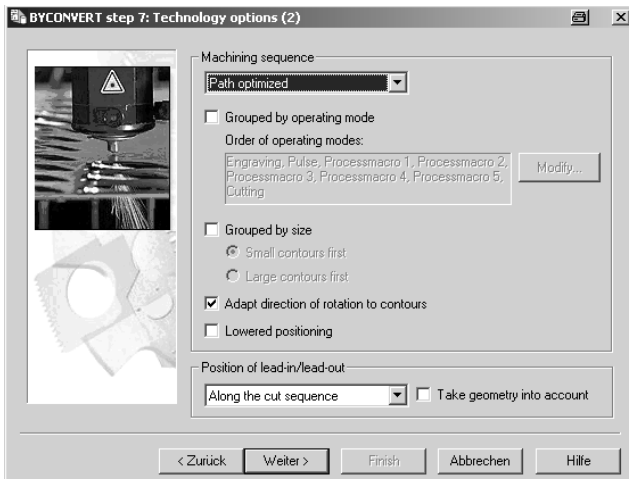 BYCONVERT step 7: Technology options (2)
Machining sequence
Path optimized
Grouped by operating mode
Order of operating modes:
Engraving, Pulse, Processmacro 1, Processmacro 2,
Processmacro 3, Processmacro 4, Processmacro 5,
Cutting
Modify...
Grouped by size
Small contours first
Large contours first
Adapt direction of rotation to contours
Lowered positioning
Position of lead-in/lead-out
Along the cut sequence
Take geometry into account
< Zurück
Weiter >
Finish
Abbrechen
Hilfe